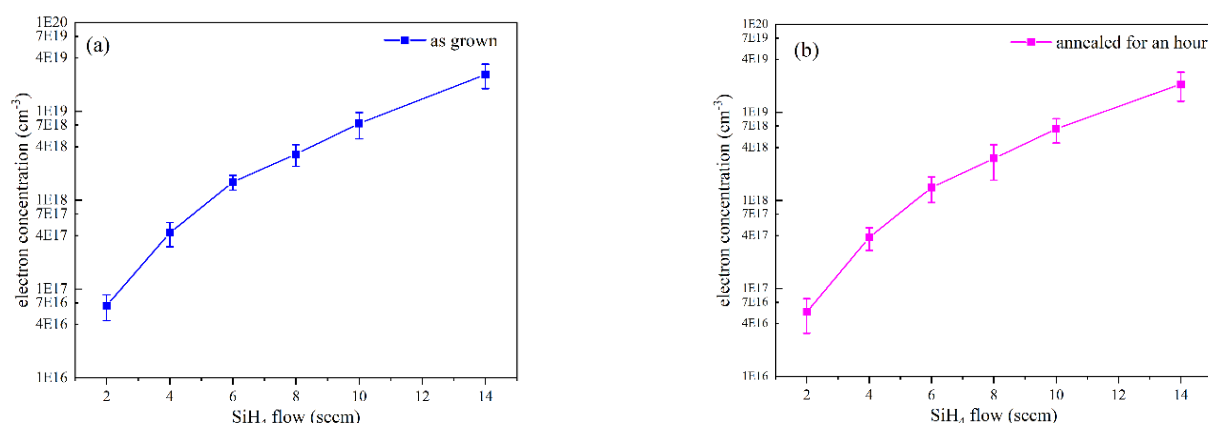 (a)
as grown
electron concentration (cm⁻³)
1E20
7E19
4E19
1E19
7E18
4E18
1E18
7E17
4E17
1E17
7E16
4E16
1E16
2 4 6 8 10 12 14
SiH₄ flow (sccm)
(b)
annealed for an hour
electron concentration (cm⁻³)
1E20
7E19
4E19
1E19
7E18
4E18
1E18
7E17
4E17
1E17
7E16
4E16
1E16
2 4 6 8 10 12 14
SiH₄ flow (sccm)